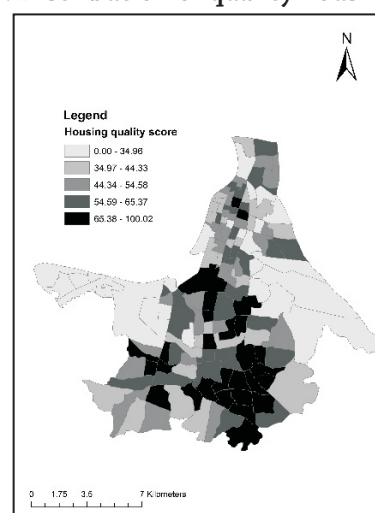 N
Legend
Housing quality score
0.00 - 34.96
34.97 - 44.33
44.34 - 54.58
54.59 - 65.37
65.38 - 100.02
0 1.75 3.5 7 Kilometers